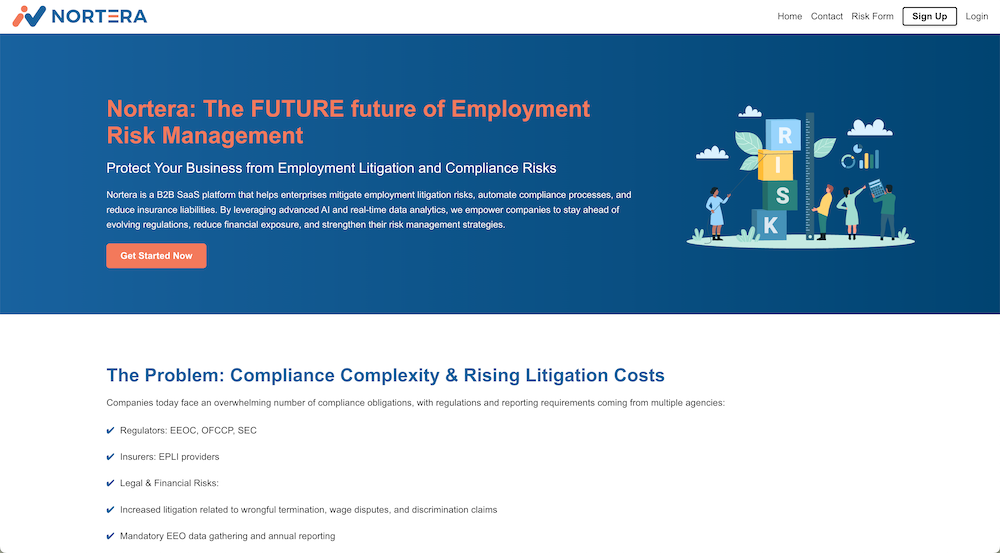 NORTERA
Home Contact Risk Form Sign Up Login
Nortera: The FUTURE future of Employment
Risk Management
Protect Your Business from Employment Litigation and Compliance Risks
Nortera is a B2B SaaS platform that helps enterprises mitigate employment litigation risks, automate compliance processes, and
reduce insurance liabilities. By leveraging advanced AI and real-time data analytics, we empower companies to stay ahead of
evolving regulations, reduce financial exposure, and strengthen their risk management strategies.
Get Started Now
R
I
S
K
The Problem: Compliance Complexity & Rising Litigation Costs
Companies today face an overwhelming number of compliance obligations, with regulations and reporting requirements coming from multiple agencies:
✔ Regulators: EEOC, OFCCP, SEC
✔ Insurers: EPLI providers
✔ Legal & Financial Risks:
✔ Increased litigation related to wrongful termination, wage disputes, and discrimination claims
✔ Mandatory EEO data gathering and annual reporting